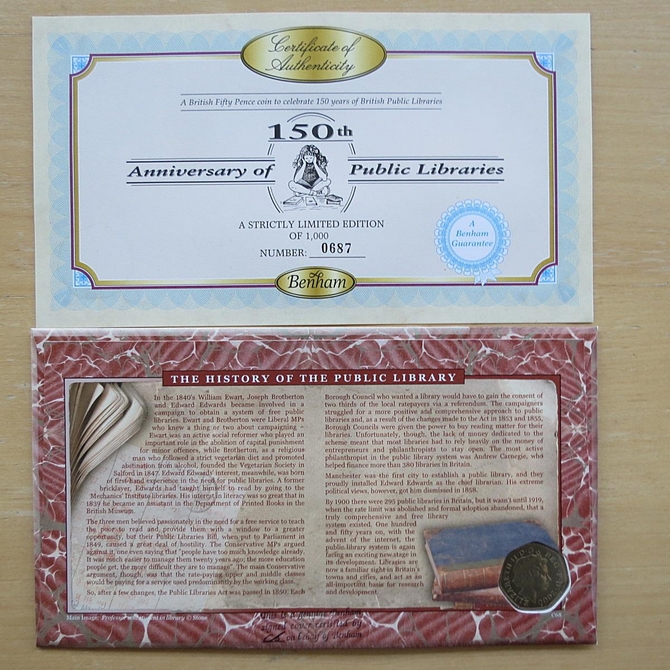 Certificate of
Authenticity
A British Fifty Pence coin to celebrate 150 years of British Public Libraries
150th
Anniversary of Public Libraries
A STRICTLY LIMITED EDITION
OF 1,000
NUMBER: 0687
A
Benham
Guarantee
Benham
THE HISTORY OF THE PUBLIC LIBRARY
In the 1840's William Ewart, Joseph Brotherton
and Edward Edwards became involved in a
campaign to obtain a system of free public
libraries. Ewart and Brotherton were Liberal MPs
who knew a thing or two about campaigning -
Ewart was an active social reformer who played an
important role in the abolition of capital punishment
for minor offences, while Brotherton, as a religious
man who followed a strict vegetarian diet and promoted
abstination from alcohol, founded the Vegetarian Society in
Salford in 1847. Edward Edwards' interest, meanwhile, was born
of first-hand experience in the need for public libraries. A former
bricklayer, Edwards had taught himself to read by going to the
'Mechanics' Institute libraries. His interest in literacy was so great that in
1839 he became an assistant in the Department of Printed Books in the
British Museum.
The three men believed passionately in the need for a free service to teach
the poor to read and provide them with a window to a greater
opportunity, but their Public Libraries Bill, when put to Parliament in
1849, caused a great deal of hostility. The Conservative MPs argued
against it, one even saying that "people have too much knowledge already.
It was much easier to manage them twenty years ago; the more education
people get, the more difficult they are to manage". The main Conservative
argument, though, was that the rate-paying upper and middle classes
would be paying for a service used predominantly by the working class.
So, after a few changes, the Public Libraries Act was passed in 1850. Each
Borough Council who wanted a library would have to gain the consent of
two thirds of the local ratepayers via a referendum. The campaigners
struggled for a more positive and comprehensive approach to public
libraries and, as a result of the changes made to the Act in 1853 and 1855,
Borough Councils were given the power to buy reading matter for their
libraries. Unfortunately, though, the lack of money dedicated to the
scheme meant that most libraries had to rely heavily on the money of
entrepreneurs and philanthropists to stay open. The most active
philanthropist in the public library system was Andrew Carnegie, who
helped finance more than 380 libraries in Britain.
Manchester was the first city to establish a public library, and they
proudly installed Edward Edwards as the chief librarian. His extreme
political views, however, got him dismissed in 1858.
By 1900 there were 295 public libraries in Britain, but it wasn't until 1919,
when the rate limit was abolished and formal adoption abandoned, that a
truly comprehensive and free library
system existed. One hundred
and fifty years on, with the
advent of the internet, the
public library system is again
facing an exciting new stage in
its development. Libraries are
now a familiar sight in Britain's
towns and cities, and act as an
all-important basis for research
and development.
Main Image: Professor with student in library ©
C68
This is a genuine Benham
signed cover certified by
on behalf of Benham